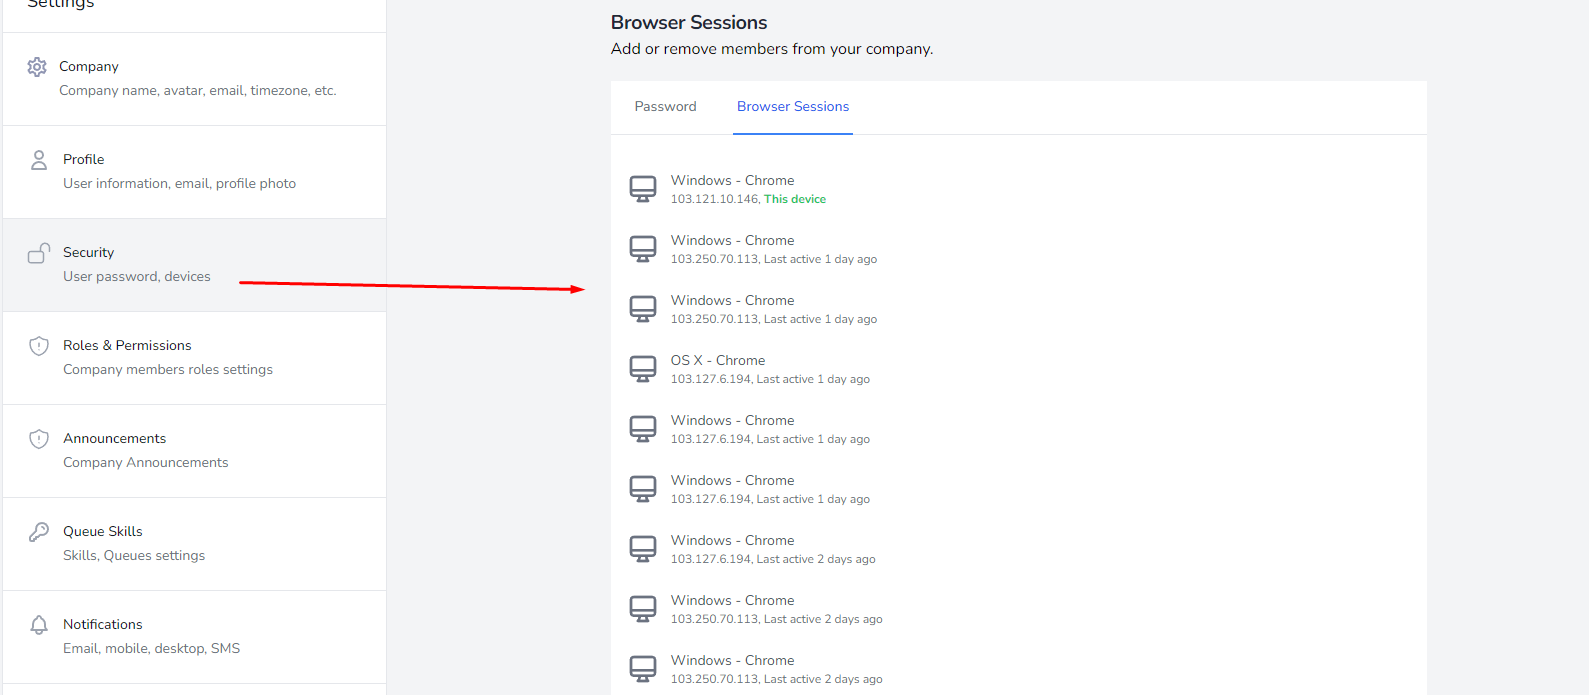 Settings
Company
Company name, avatar, email, timezone, etc.
Profile
User information, email, profile photo
Security
User password, devices
Roles & Permissions
Company members roles settings
Announcements
Company Announcements
Queue Skills
Skills, Queues settings
Notifications
Email, mobile, desktop, SMS
Browser Sessions
Add or remove members from your company.
Password Browser Sessions
Windows - Chrome
103.121.10.146, This device
Windows - Chrome
103.250.70.113, Last active 1 day ago
Windows - Chrome
103.250.70.113, Last active 1 day ago
OS X - Chrome
103.127.6.194, Last active 1 day ago
Windows - Chrome
103.127.6.194, Last active 1 day ago
Windows - Chrome
103.127.6.194, Last active 1 day ago
Windows - Chrome
103.127.6.194, Last active 2 days ago
Windows - Chrome
103.250.70.113, Last active 2 days ago
Windows - Chrome
103.250.70.113, Last active 2 days ago